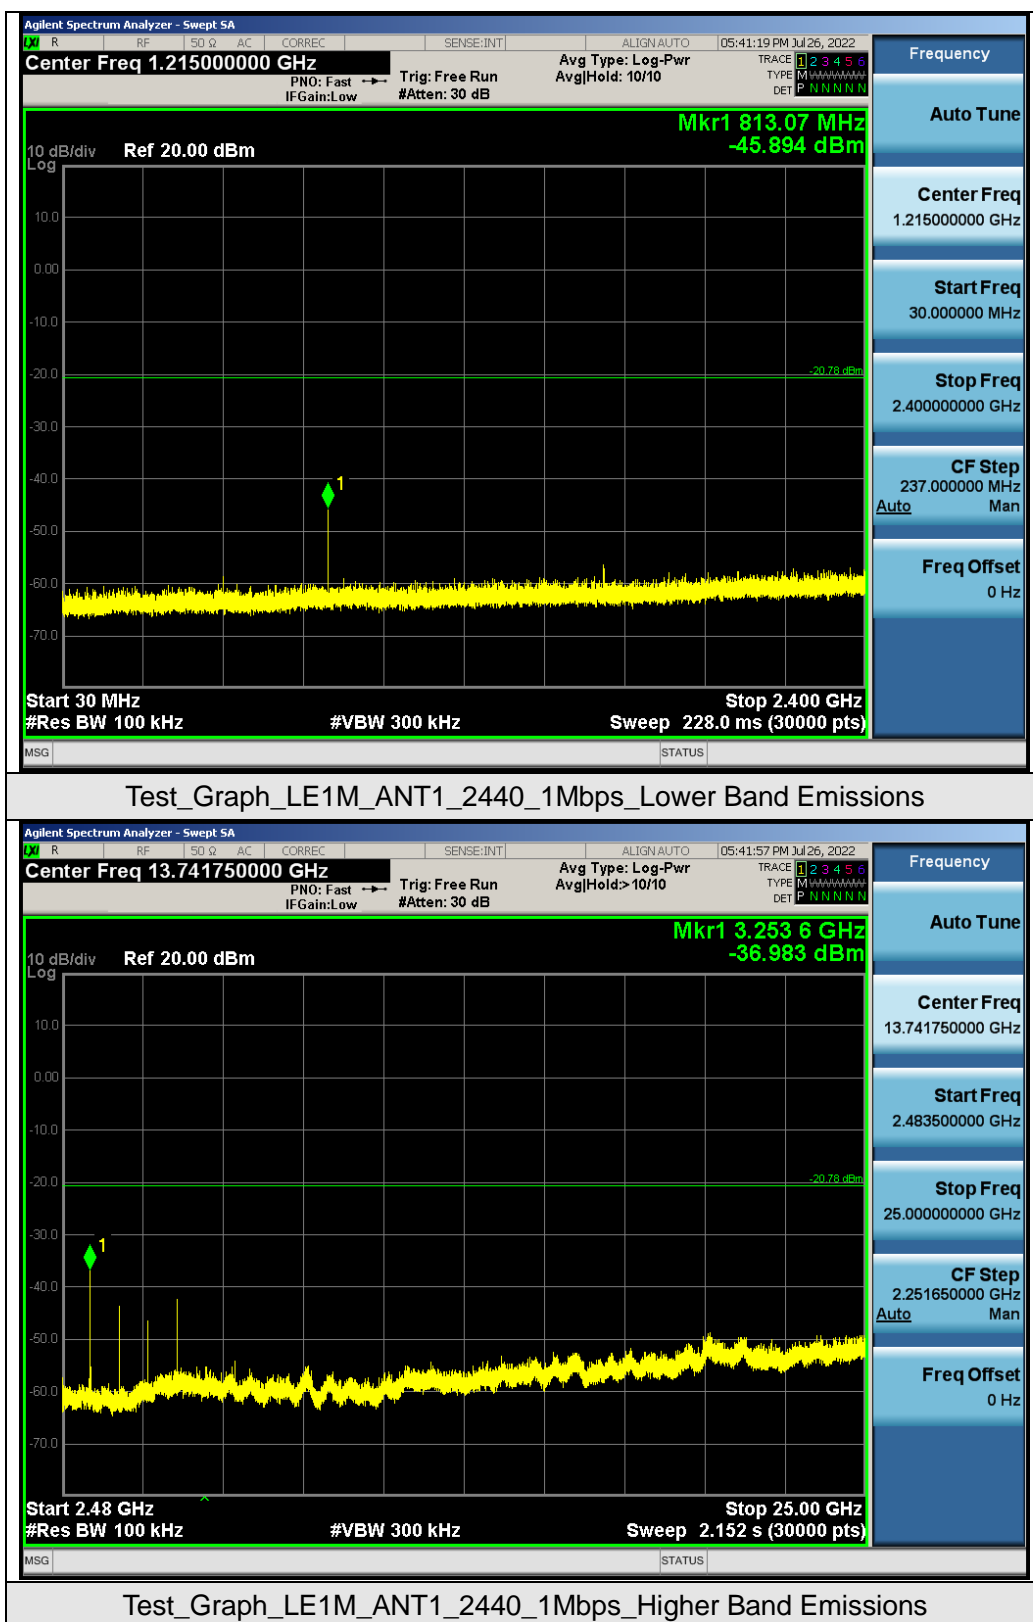 Agilent Spectrum Analyzer - Swept SA
LXI R RF 50 Ω AC CORREC SENSE:INT ALIGN AUTO 05:41:19 PM Jul 26, 2022
Center Freq 1.215000000 GHz
PNO: Fast
IFGain:Low
Trig: Free Run
#Atten: 30 dB
Avg Type: Log-Pwr
Avg|Hold: 10/10
TRACE 1 2 3 4 5 6
TYPE M WWWWW
DET P N N N N N
Mkr1 813.07 MHz
-45.894 dBm
10 dB/div Ref 20.00 dBm
Log
10.0
0.00
-10.0
-20.0
-20.78 dBm
-30.0
-40.0
1
-50.0
-60.0
-70.0
Start 30 MHz
Stop 2.400 GHz
#Res BW 100 kHz
#VBW 300 kHz
Sweep 228.0 ms (30000 pts)
MSG
STATUS
Frequency
Auto Tune
Center Freq
1.215000000 GHz
Start Freq
30.000000 MHz
Stop Freq
2.400000000 GHz
CF Step
237.000000 MHz
Auto Man
Freq Offset
0 Hz
Test_Graph_LE1M_ANT1_2440_1Mbps_Lower Band Emissions
Agilent Spectrum Analyzer - Swept SA
LXI R RF 50 Ω AC CORREC SENSE:INT ALIGN AUTO 05:41:57 PM Jul 26, 2022
Center Freq 13.741750000 GHz
PNO: Fast
IFGain:Low
Trig: Free Run
#Atten: 30 dB
Avg Type: Log-Pwr
Avg|Hold:>10/10
TRACE 1 2 3 4 5 6
TYPE M WWWWW
DET P N N N N N
Mkr1 3.253 6 GHz
-36.983 dBm
10 dB/div Ref 20.00 dBm
Log
10.0
0.00
-10.0
-20.0
-20.78 dBm
-30.0
1
-40.0
-50.0
-60.0
-70.0
Start 2.48 GHz
Stop 25.00 GHz
#Res BW 100 kHz
#VBW 300 kHz
Sweep 2.152 s (30000 pts)
MSG
STATUS
Frequency
Auto Tune
Center Freq
13.741750000 GHz
Start Freq
2.483500000 GHz
Stop Freq
25.000000000 GHz
CF Step
2.251650000 GHz
Auto Man
Freq Offset
0 Hz
Test_Graph_LE1M_ANT1_2440_1Mbps_Higher Band Emissions